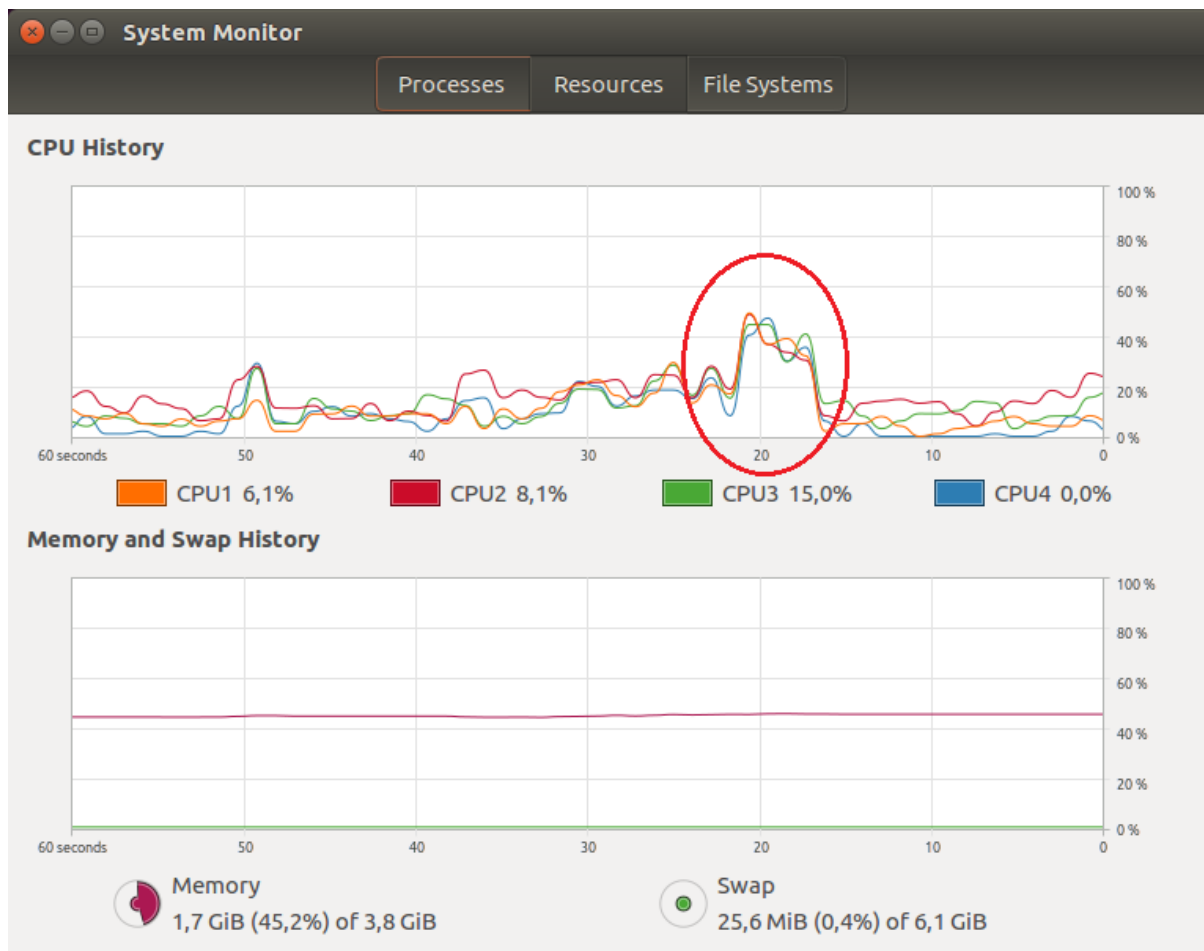 System Monitor
Processes Resources File Systems
CPU History
100 %
80 %
60 %
40 %
20 %
0 %
60 seconds 50 40 30 20 10 0
CPU1 6,1% CPU2 8,1% CPU3 15,0% CPU4 0,0%
Memory and Swap History
100 %
80 %
60 %
40 %
20 %
0 %
60 seconds 50 40 30 20 10 0
Memory
1,7 GiB (45,2%) of 3,8 GiB
Swap
25,6 MiB (0,4%) of 6,1 GiB